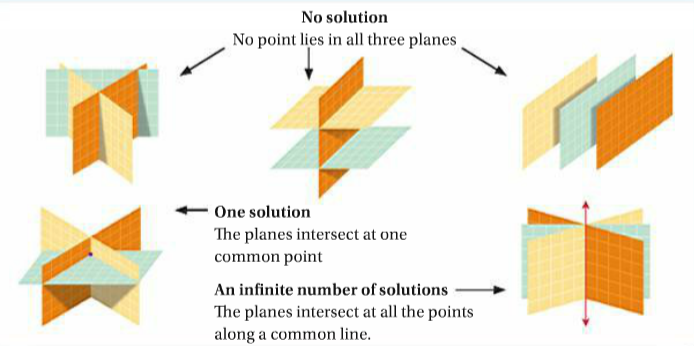 No solution
No point lies in all three planes
One solution
The planes intersect at one
common point
An infinite number of solutions
The planes intersect at all the points
along a common line.